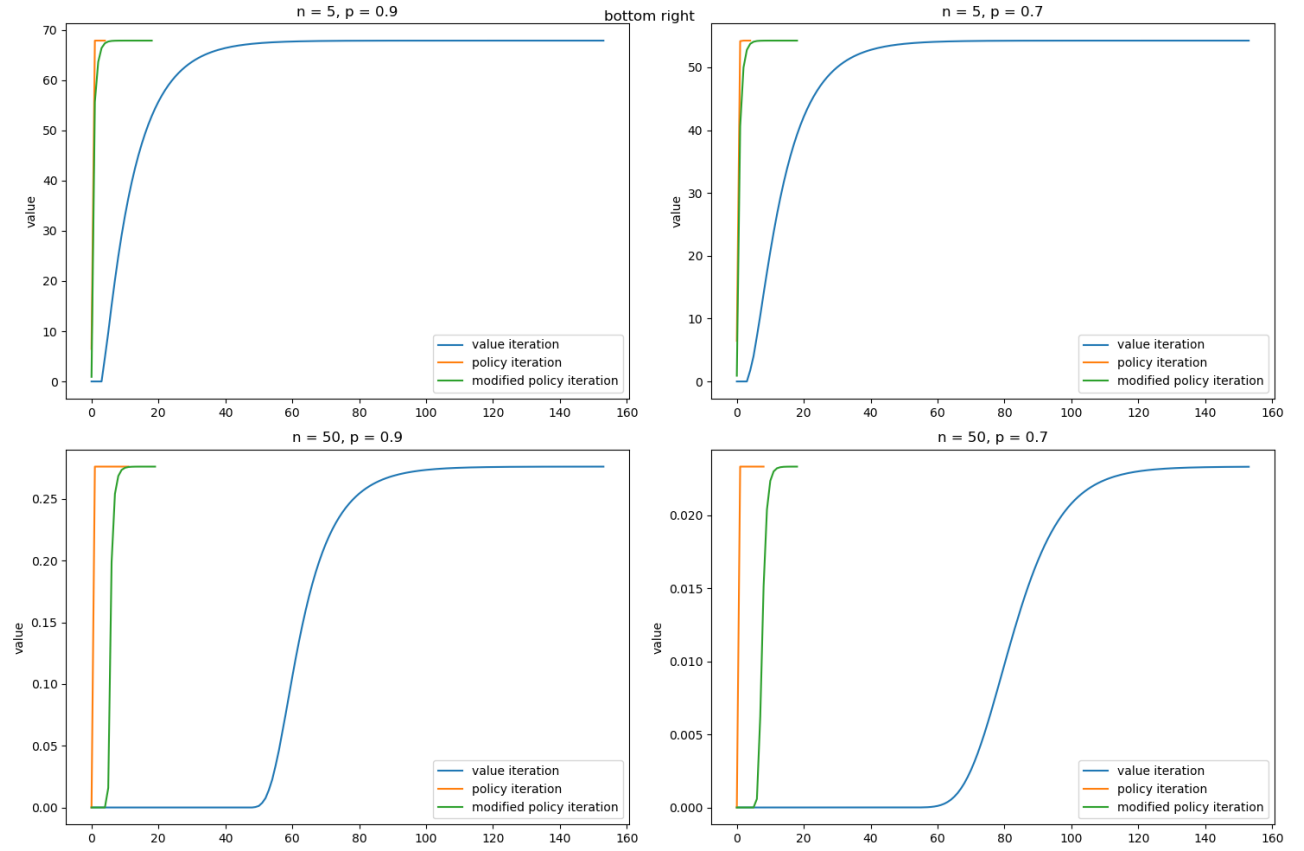 bottom right
n = 5, p = 0.9
value
70
60
50
40
30
20
10
0
0 20 40 60 80 100 120 140 160
value iteration
policy iteration
modified policy iteration
n = 5, p = 0.7
value
50
40
30
20
10
0
0 20 40 60 80 100 120 140 160
value iteration
policy iteration
modified policy iteration
n = 50, p = 0.9
value
0.25
0.20
0.15
0.10
0.05
0.00
0 20 40 60 80 100 120 140 160
value iteration
policy iteration
modified policy iteration
n = 50, p = 0.7
value
0.020
0.015
0.010
0.005
0.000
0 20 40 60 80 100 120 140 160
value iteration
policy iteration
modified policy iteration